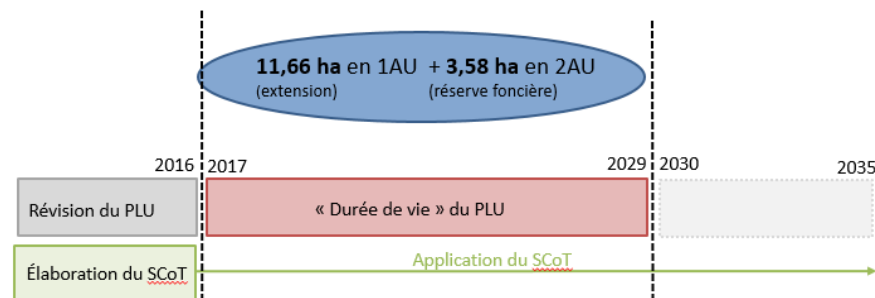 11,66 ha en 1AU + 3,58 ha en 2AU
(extension) (réserve foncière)
2016 2017 2029 2030 2035
Révision du PLU « Durée de vie » du PLU
Élaboration du SCoT Application du SCoT